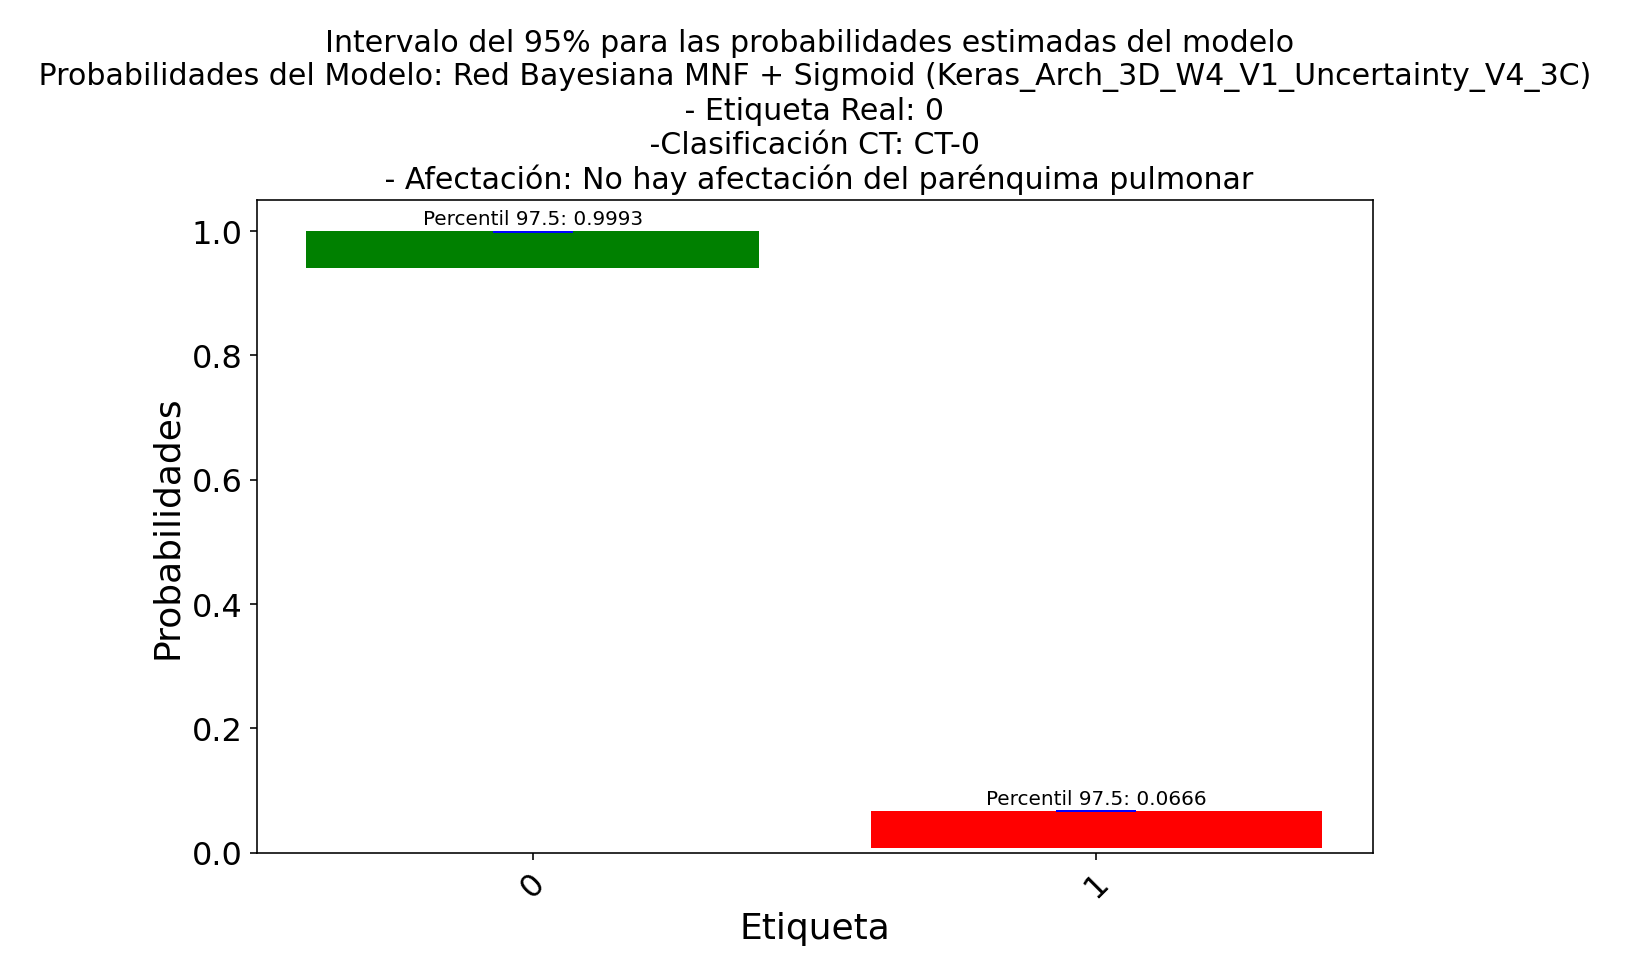 Intervalo del 95% para las probabilidades estimadas del modelo
Probabilidades del Modelo: Red Bayesiana MNF + Sigmoid (Keras_Arch_3D_W4_V1_Uncertainty_V4_3C)
- Etiqueta Real: 0
-Clasificación CT: CT-0
- Afectación: No hay afectación del parénquima pulmonar
Percentil 97.5: 0.9993
1.0
0.8
0.6
0.4
0.2
0.0
Probabilidades
Percentil 97.5: 0.0666
0
1
Etiqueta